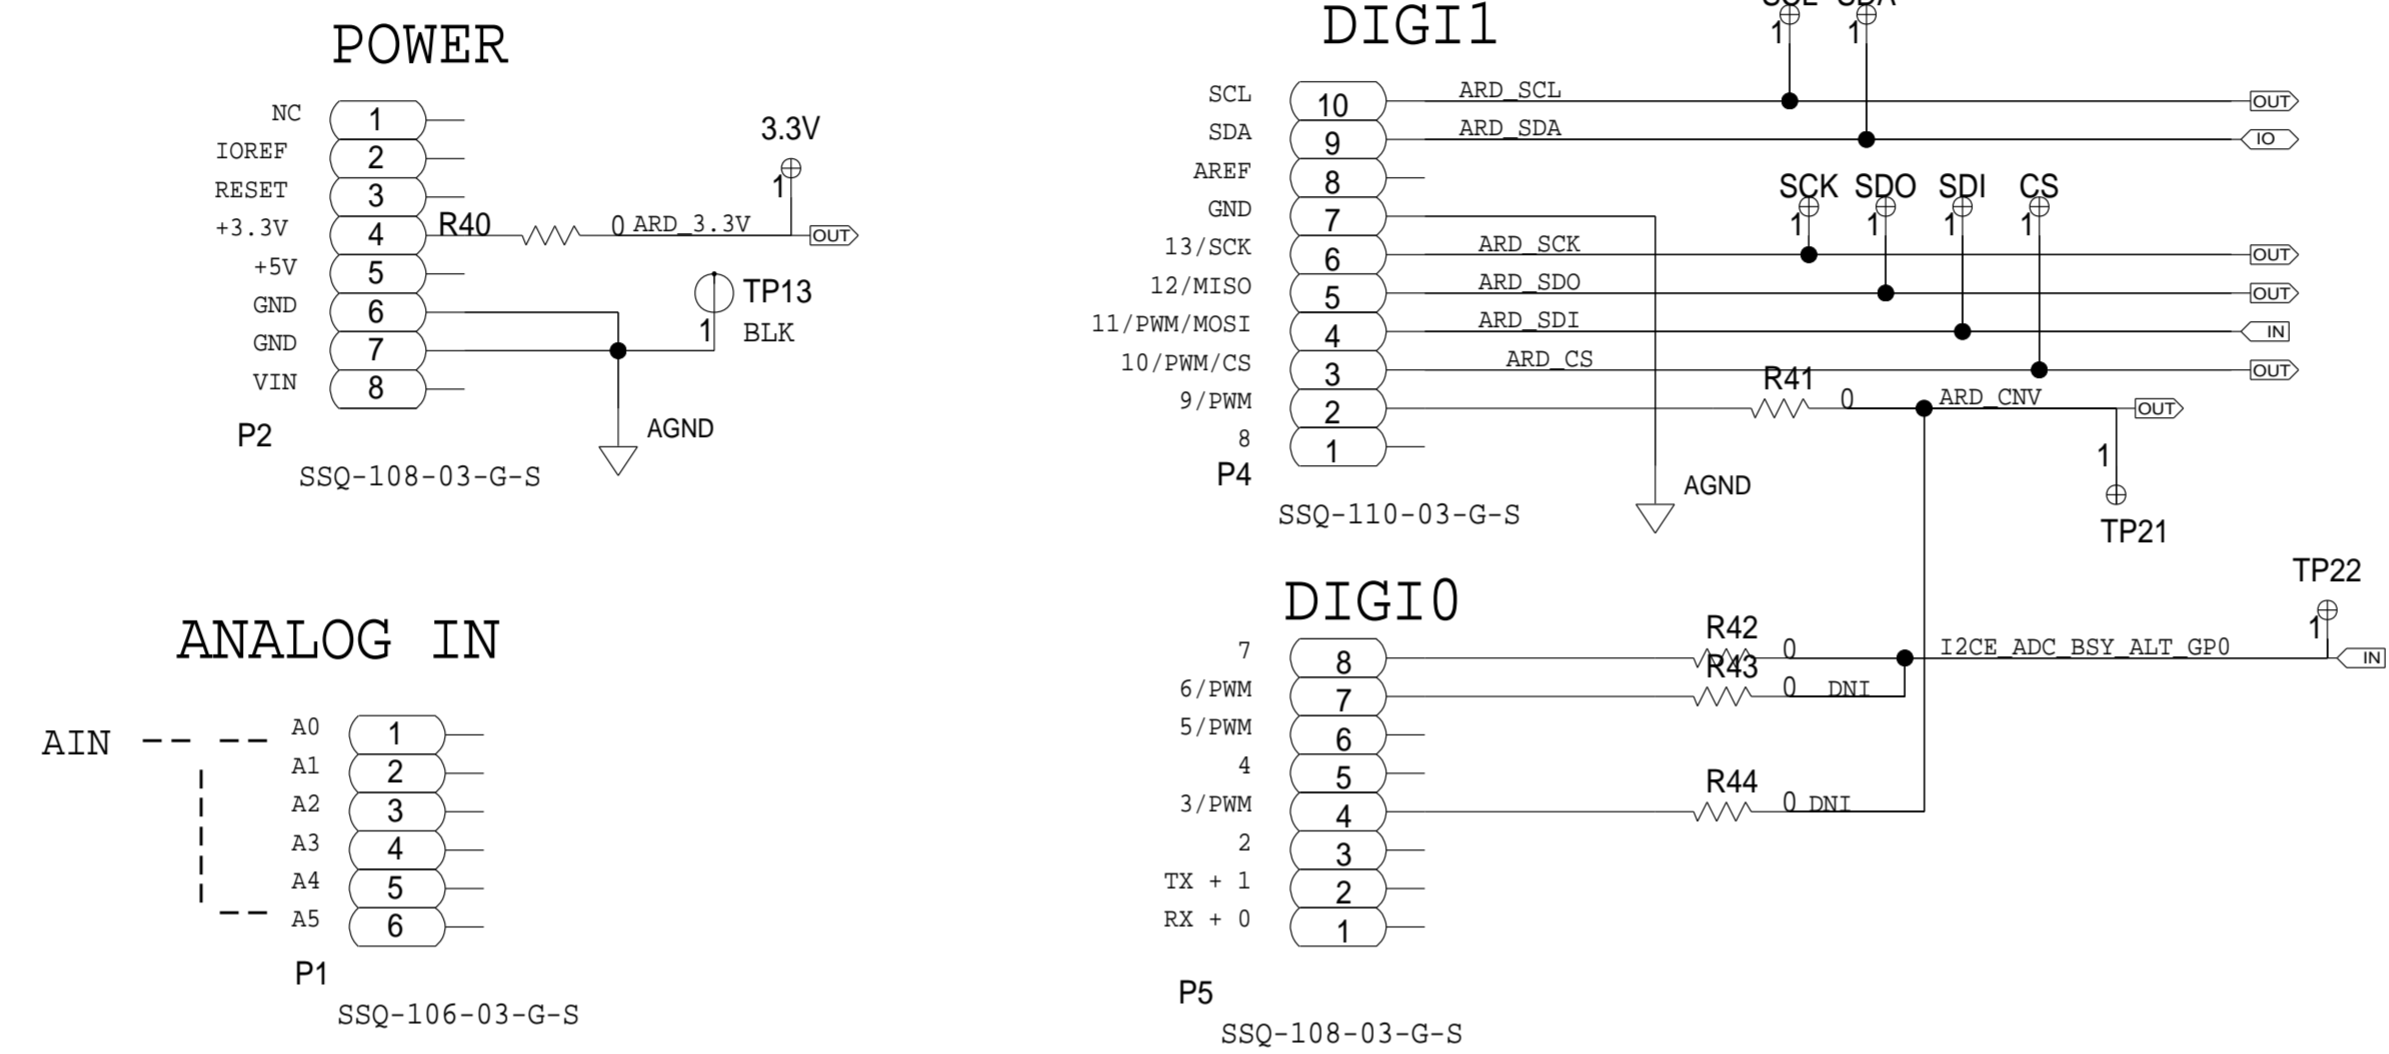 POWER
NC 1
IOREF 2
RESET 3
+3.3V 4 R40 0 ARD_3.3V OUT
3.3V
1
+5V 5
GND 6
GND 7
VIN 8
TP13
1 BLK
AGND
P2
SSQ-108-03-G-S
ANALOG IN
AIN -- --
A0 1
A1 2
A2 3
A3 4
A4 5
A5 6
P1
SSQ-106-03-G-S
DIGI1
SCL SDA
1 1
SCL 10 ARD_SCL OUT
SDA 9 ARD_SDA IO
AREF 8
SCK SDO SDI CS
1 1 1 1
GND 7
13/SCK 6 ARD_SCK OUT
12/MISO 5 ARD_SDO OUT
11/PWM/MOSI 4 ARD_SDI IN
10/PWM/CS 3 ARD_CS OUT
R41
9/PWM 2 0 ARD_CNV OUT
8 1
1
P4
AGND
SSQ-110-03-G-S
TP21
DIGI0
TP22
1
R42
7 8 0 I2CE_ADC_BSY_ALT_GP0 IN
R43
6/PWM 7 0 DNI
5/PWM 6
4 5
R44
3/PWM 4 0 DNI
2 3
TX + 1 2
RX + 0 1
P5
SSQ-108-03-G-S